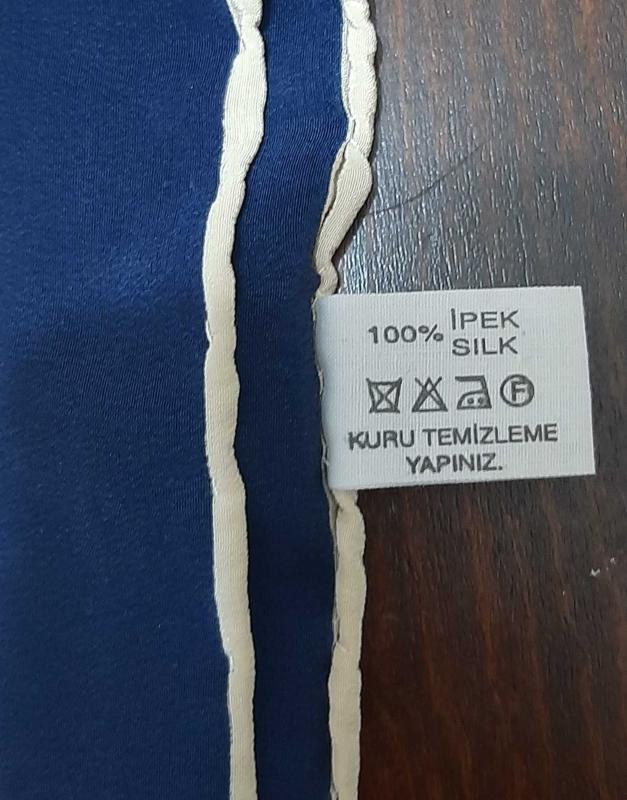 100% İPEK
SILK
F
KURU TEMİZLEME
YAPINIZ.